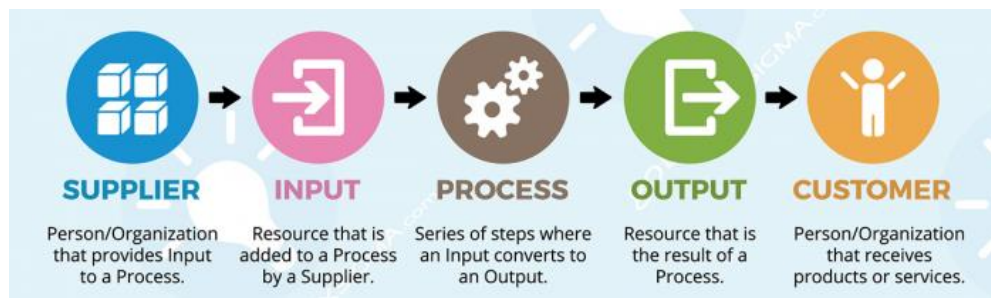 SUPPLIER
Person/Organization
that provides Input
to a Process.
INPUT
Resource that is
added to a Process
by a Supplier.
PROCESS
Series of steps where
an Input converts to
an Output.
OUTPUT
Resource that is
the result of a
Process.
CUSTOMER
Person/Organization
that receives
products or services.